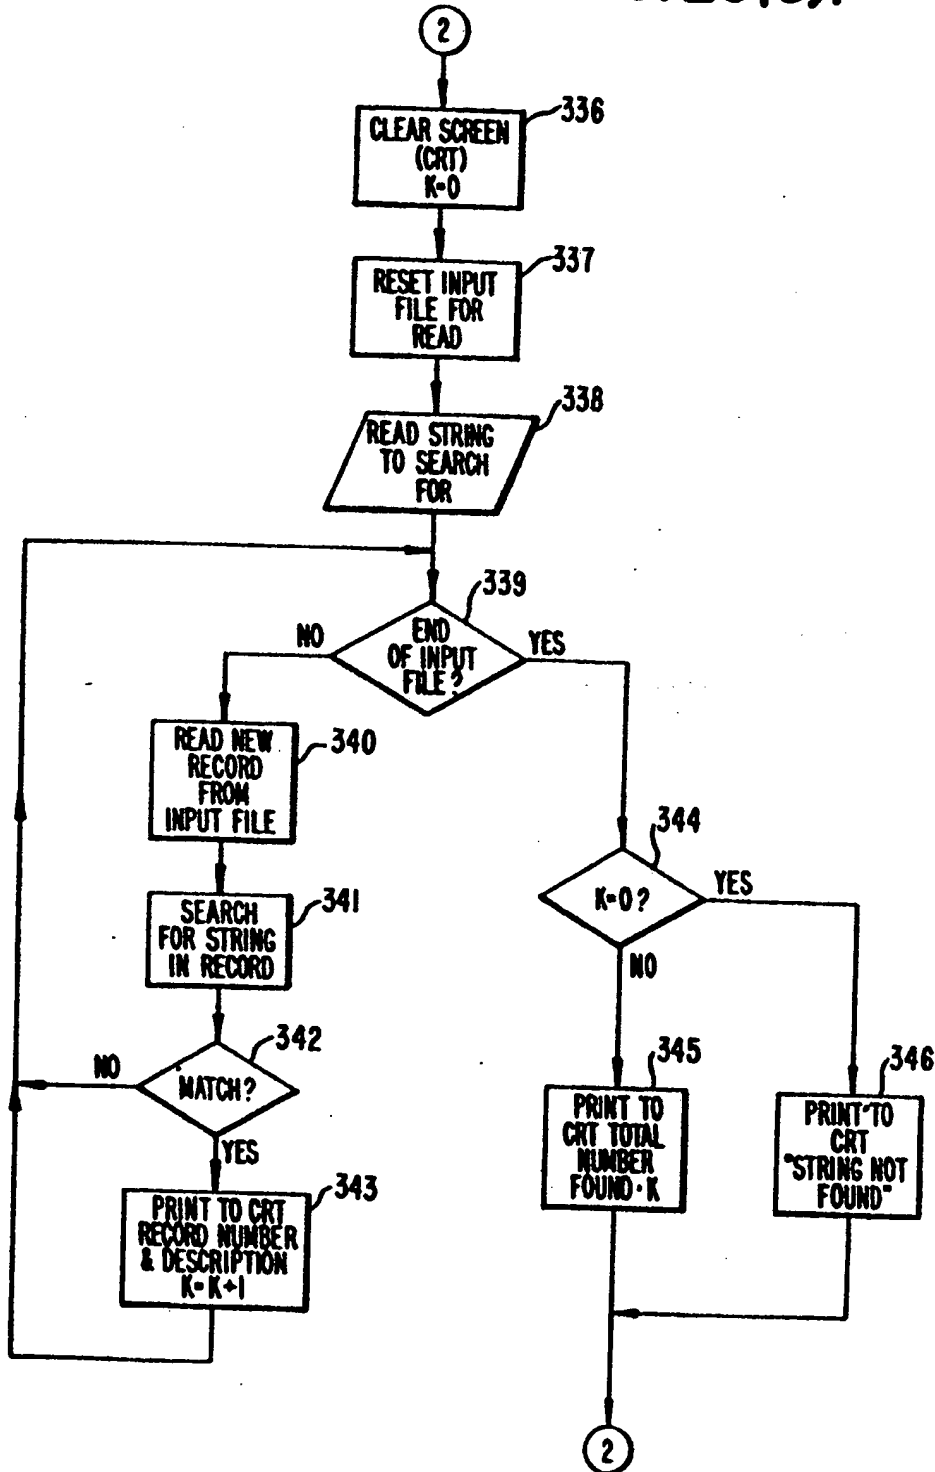 2
336
CLEAR SCREEN
(CRT)
K=0
337
RESET INPUT
FILE FOR
READ
338
READ STRING
TO SEARCH
FOR
339
END
OF INPUT
FILE?
NO
YES
340
READ NEW
RECORD
FROM
INPUT FILE
341
SEARCH
FOR STRING
IN RECORD
342
MATCH?
NO
YES
343
PRINT TO CRT
RECORD NUMBER
& DESCRIPTION
K=K+1
344
K=0?
YES
NO
345
PRINT TO
CRT TOTAL
NUMBER
FOUND·K
346
PRINT TO
CRT
"STRING NOT
FOUND"
2